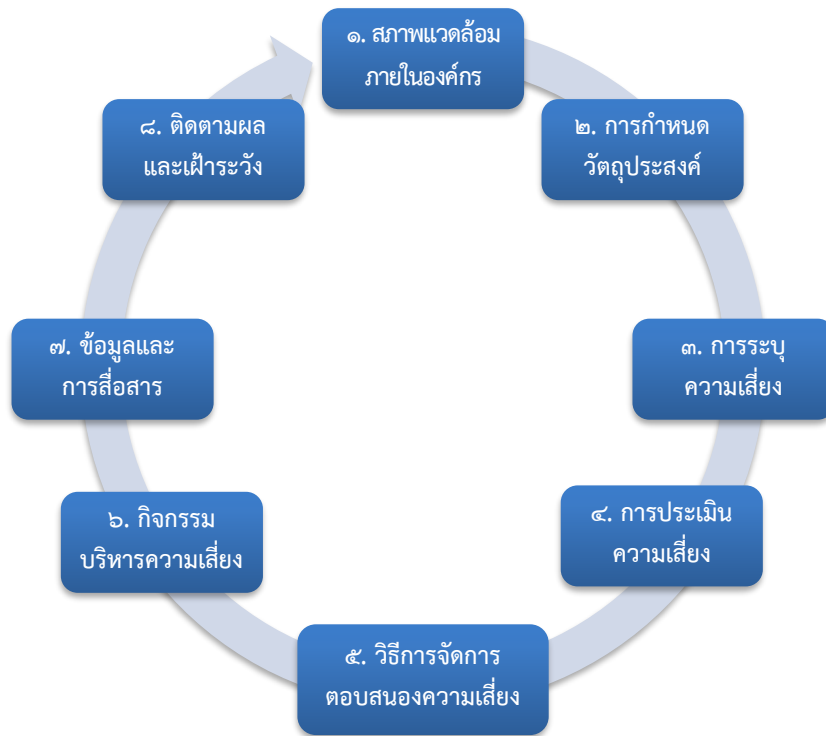 ๑. สภาพแวดล้อม
ภายในองค์กร
๒. การกำหนด
วัตถุประสงค์
๓. การระบุ
ความเสี่ยง
๔. การประเมิน
ความเสี่ยง
๕. วิธีการจัดการ
ตอบสนองความเสี่ยง
๖. กิจกรรม
บริหารความเสี่ยง
๗. ข้อมูลและ
การสื่อสาร
๘. ติดตามผล
และเฝ้าระวัง